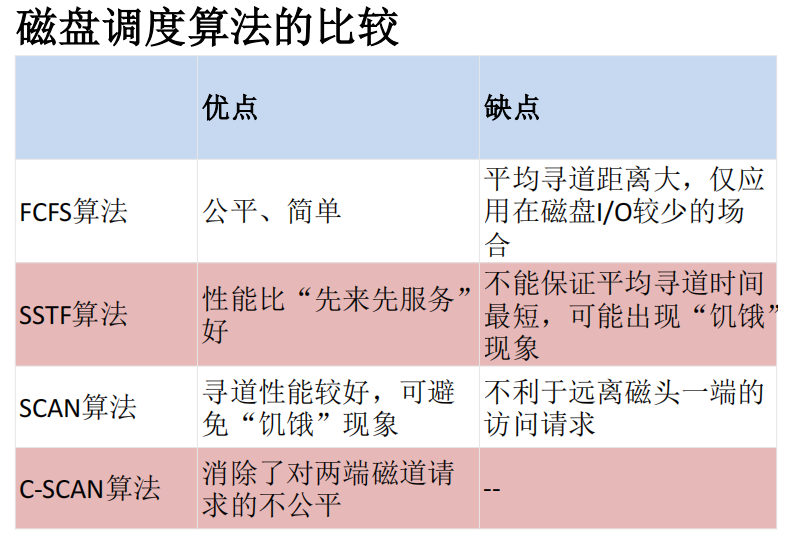 磁盘调度算法的比较
优点
缺点
FCFS算法
公平、简单
平均寻道距离大，仅应
用在磁盘I/O较少的场
合
SSTF算法
性能比“先来先服务”
好
不能保证平均寻道时间
最短，可能出现“饥饿”
现象
SCAN算法
寻道性能较好，可避
免“饥饿”现象
不利于远离磁头一端的
访问请求
C-SCAN算法
消除了对两端磁道请
求的不公平
--